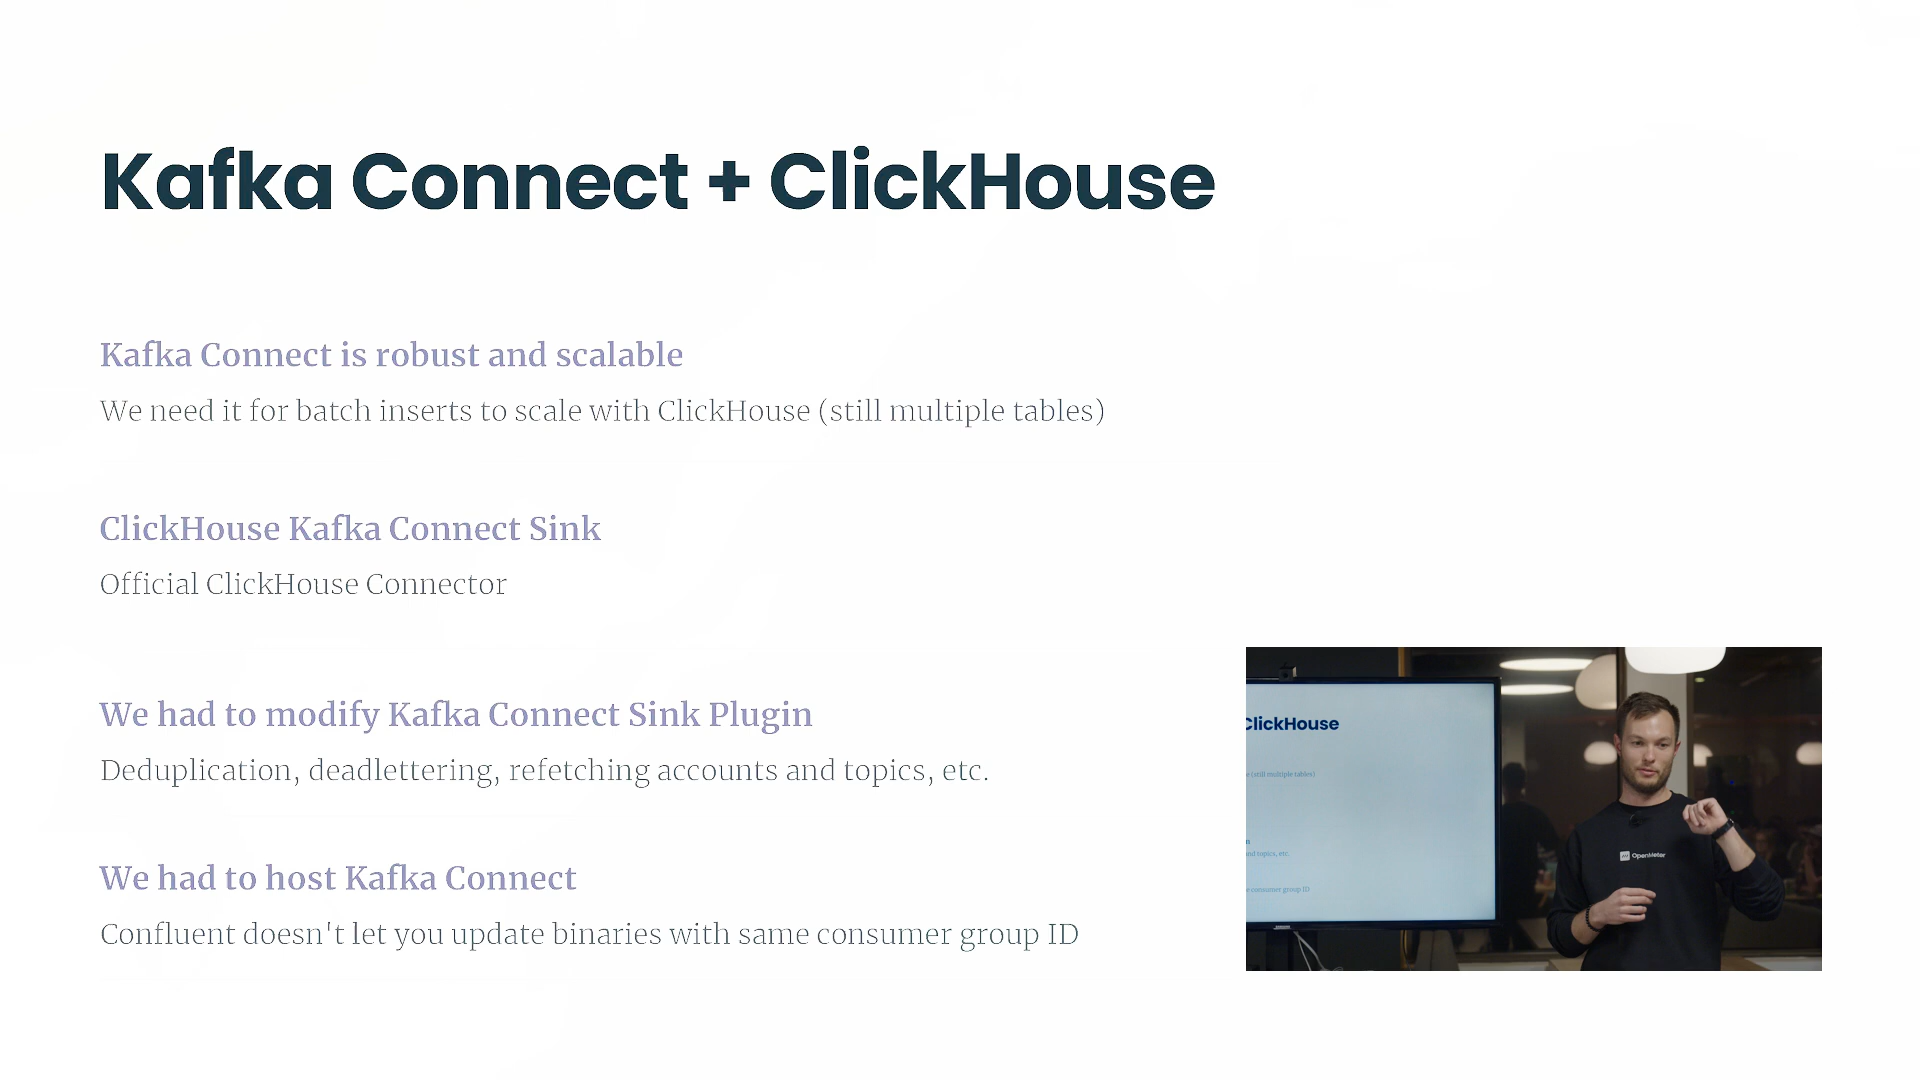 Kafka Connect + ClickHouse
Kafka Connect is robust and scalable
We need it for batch inserts to scale with ClickHouse (still multiple tables)
ClickHouse Kafka Connect Sink
Official ClickHouse Connector
We had to modify Kafka Connect Sink Plugin
Deduplication, deadlettering, refetching accounts and topics, etc.
We had to host Kafka Connect
Confluent doesn't let you update binaries with same consumer group ID
ClickHouse
(still multiple tables)
and topics, etc.
consumer group ID
OpenMeter